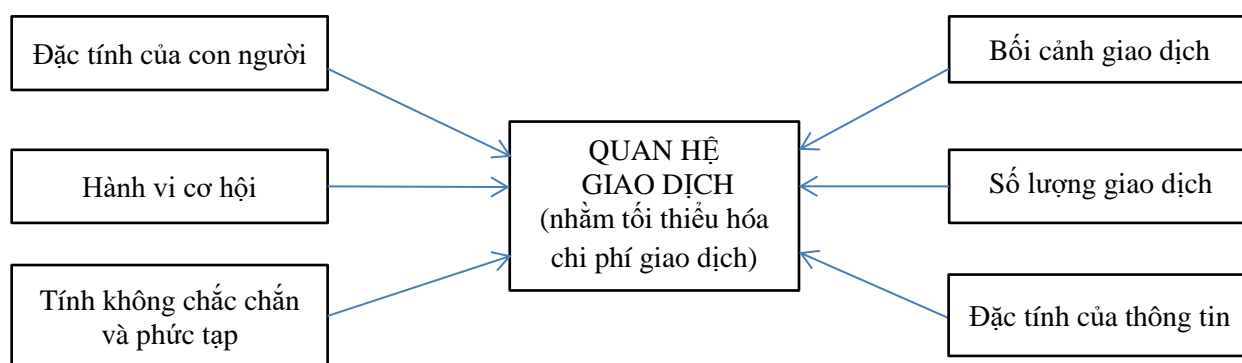 Đặc tính của con người
Hành vi cơ hội
Tính không chắc chắn
và phức tạp
QUAN HỆ
GIAO DỊCH
(nhằm tối thiểu hóa
chi phí giao dịch)
Bối cảnh giao dịch
Số lượng giao dịch
Đặc tính của thông tin